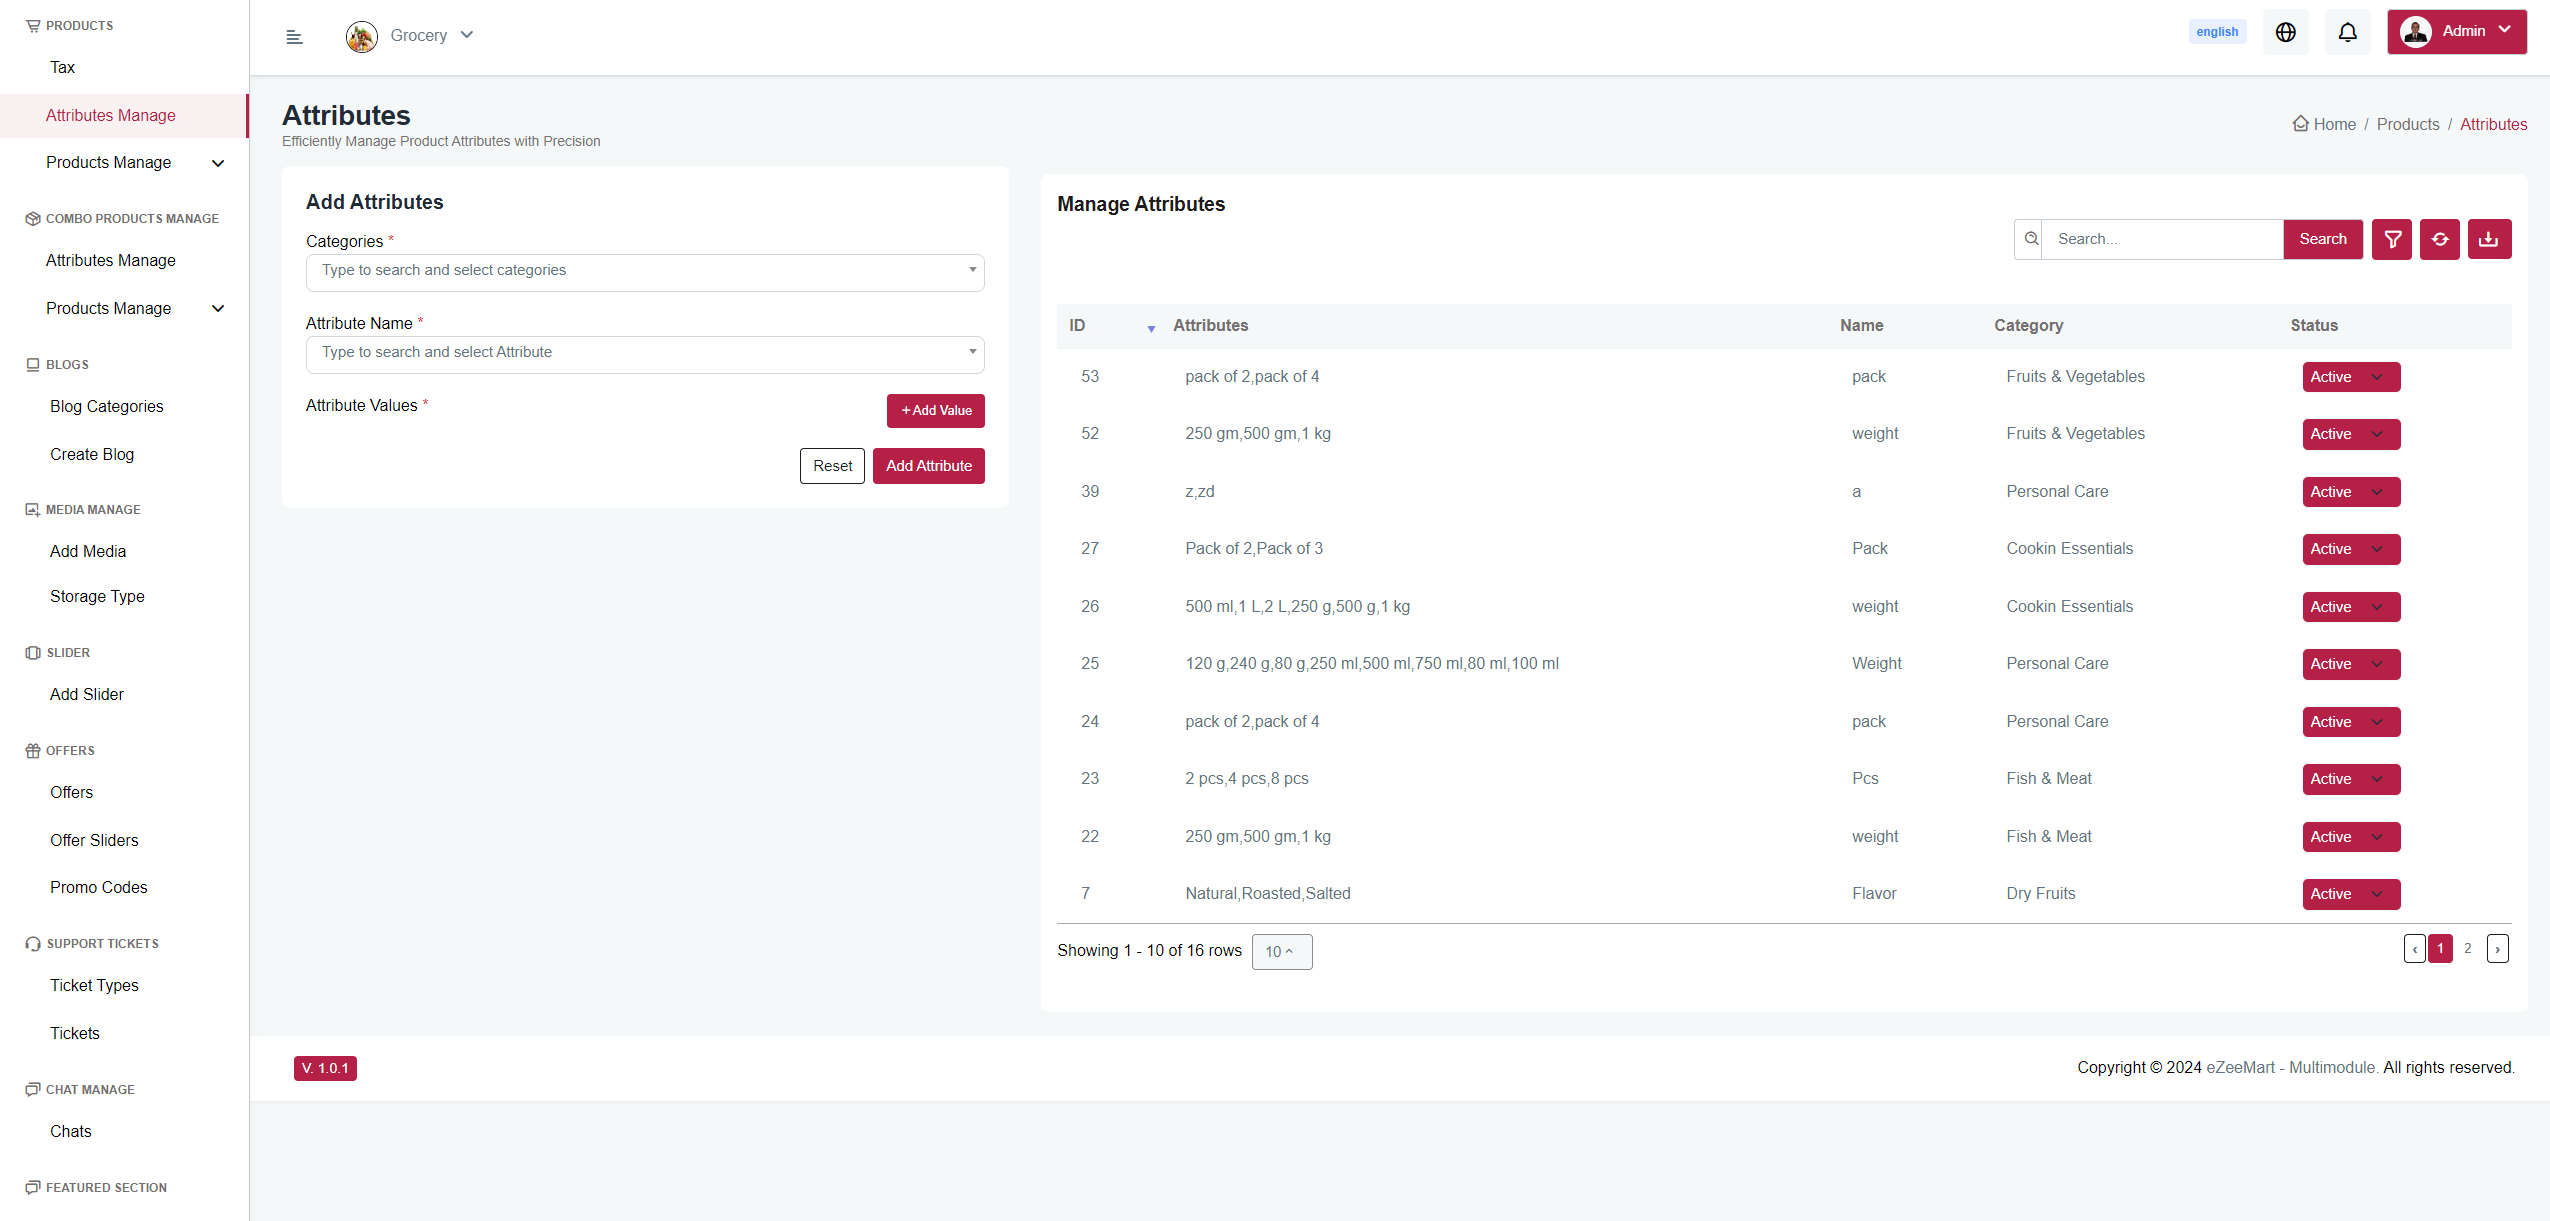 PRODUCTS
Tax
Attributes Manage
Products Manage
COMBO PRODUCTS MANAGE
Attributes Manage
Products Manage
BLOGS
Blog Categories
Create Blog
MEDIA MANAGE
Add Media
Storage Type
SLIDER
Add Slider
OFFERS
Offers
Offer Sliders
Promo Codes
SUPPORT TICKETS
Ticket Types
Tickets
CHAT MANAGE
Chats
FEATURED SECTION
Grocery
english
Admin
Attributes
Efficiently Manage Product Attributes with Precision
Home / Products / Attributes
Add Attributes
Categories *
Type to search and select categories
Attribute Name *
Type to search and select Attribute
Attribute Values *
+ Add Value
Reset
Add Attribute
Manage Attributes
Search...
Search
ID Attributes Name Category Status
53 pack of 2,pack of 4 pack Fruits & Vegetables Active
52 250 gm,500 gm,1 kg weight Fruits & Vegetables Active
39 z,zd a Personal Care Active
27 Pack of 2,Pack of 3 Pack Cookin Essentials Active
26 500 ml,1 L,2 L,250 g,500 g,1 kg weight Cookin Essentials Active
25 120 g,240 g,80 g,250 ml,500 ml,750 ml,80 ml,100 ml Weight Personal Care Active
24 pack of 2,pack of 4 pack Personal Care Active
23 2 pcs,4 pcs,8 pcs Pcs Fish & Meat Active
22 250 gm,500 gm,1 kg weight Fish & Meat Active
7 Natural,Roasted,Salted Flavor Dry Fruits Active
Showing 1 - 10 of 16 rows 10
‹ 1 2 ›
V. 1.0.1
Copyright © 2024 eZeeMart - Multimodule. All rights reserved.